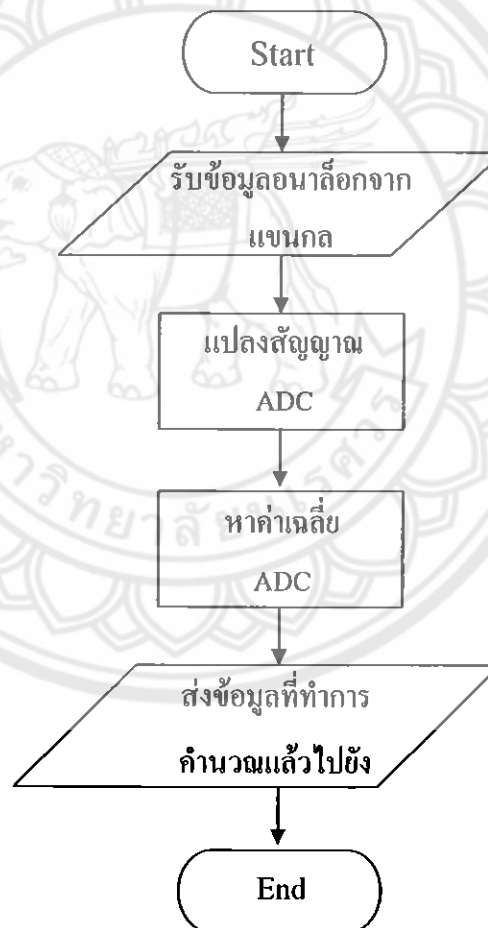 Start
รับข้อมูลอนาล็อกจาก
แขนกล
แปลงสัญญาณ
ADC
หาค่าเฉลี่ย
ADC
ส่งข้อมูลที่ทำการ
คำนวณแล้วไปยัง
End